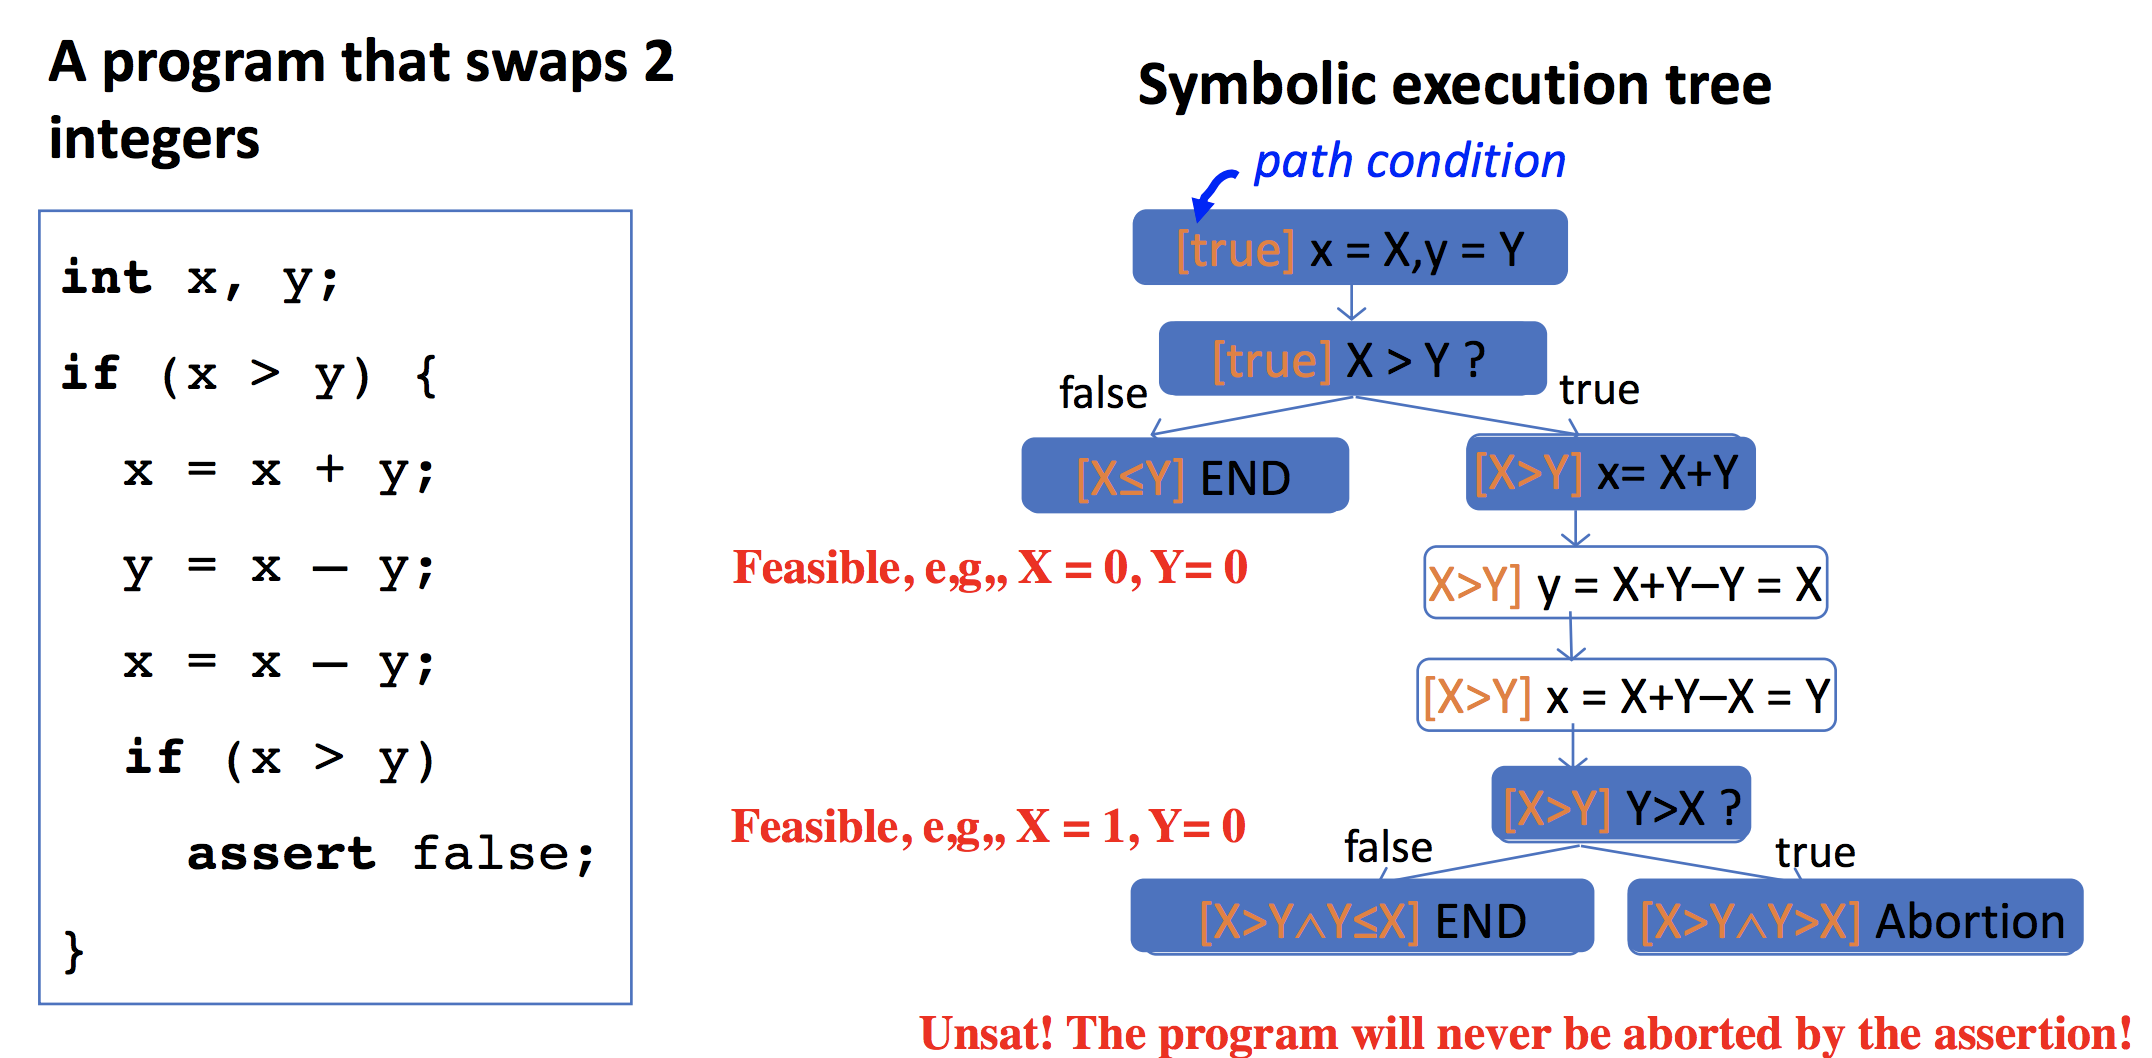 A program that swaps 2
integers
int x, y;
if (x > y) {
x = x + y;
y = x – y;
x = x – y;
if (x > y)
assert false;
}
Symbolic execution tree
path condition
[true] x = X,y = Y
[true] X > Y ?
false
true
[X≤Y] END
[X>Y] x= X+Y
Feasible, e,g,, X = 0, Y= 0
X>Y] y = X+Y–Y = X
[X>Y] x = X+Y–X = Y
[X>Y] Y>X ?
Feasible, e,g,, X = 1, Y= 0
false
true
[X>Y∧Y≤X] END
[X>Y∧Y>X] Abortion
Unsat! The program will never be aborted by the assertion!